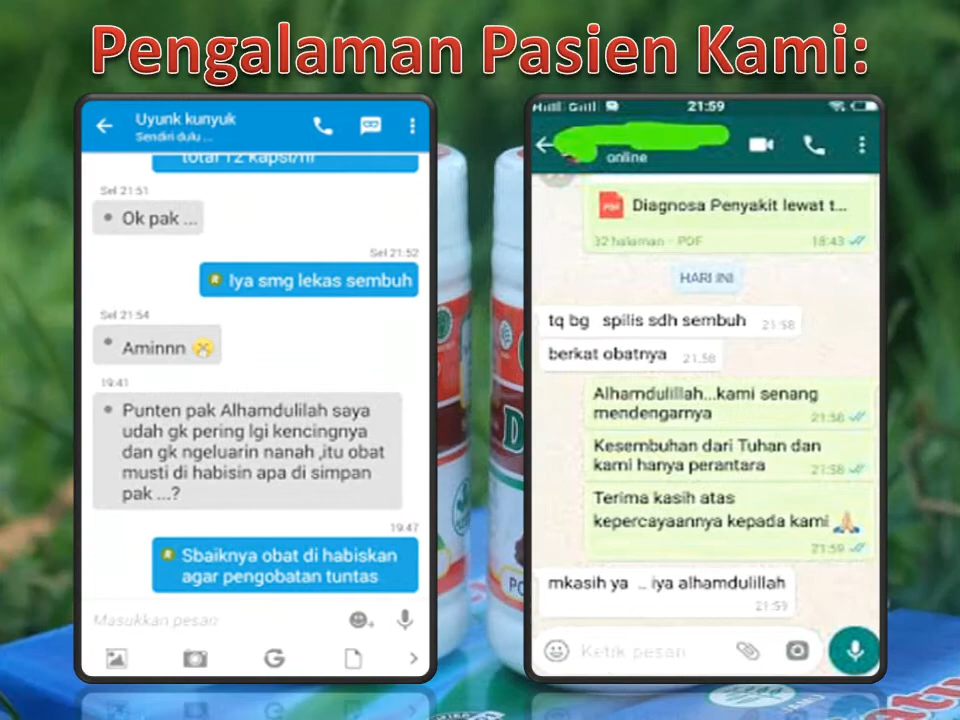 Pengalaman Pasien Kami:
Uyunk kunyuk
Sendiri dulu ...
total 12 kapsl/hr
Sel 21:51
Ok pak ...
Sel 21:52
Iya smg lekas sembuh
Sel 21:54
Aminnn
19:41
Punten pak Alhamdulilah saya
udah gk pering lgi kencingnya
dan gk ngeluarin nanah ,itu obat
musti di habisin apa di simpan
pak ...?
19.47
Sbaiknya obat di habiskan
agar pengobatan tuntas
Masukkan pesan
21:59
online
PDF
Diagnosa Penyakit lewat t...
32 halaman - PDF
18:43
HARI INI
tq bg spilis sdh sembuh
21:58
berkat obatnya
21.58
Alhamdulillah...kami senang
mendengarnya
21:58
Kesembuhan dari Tuhan dan
kami hanya perantara
21:58
Terima kasih atas
kepercayaannya kepada kami
21:59
mkasih ya .. iya alhamdulillah
21:59
Ketik pesan